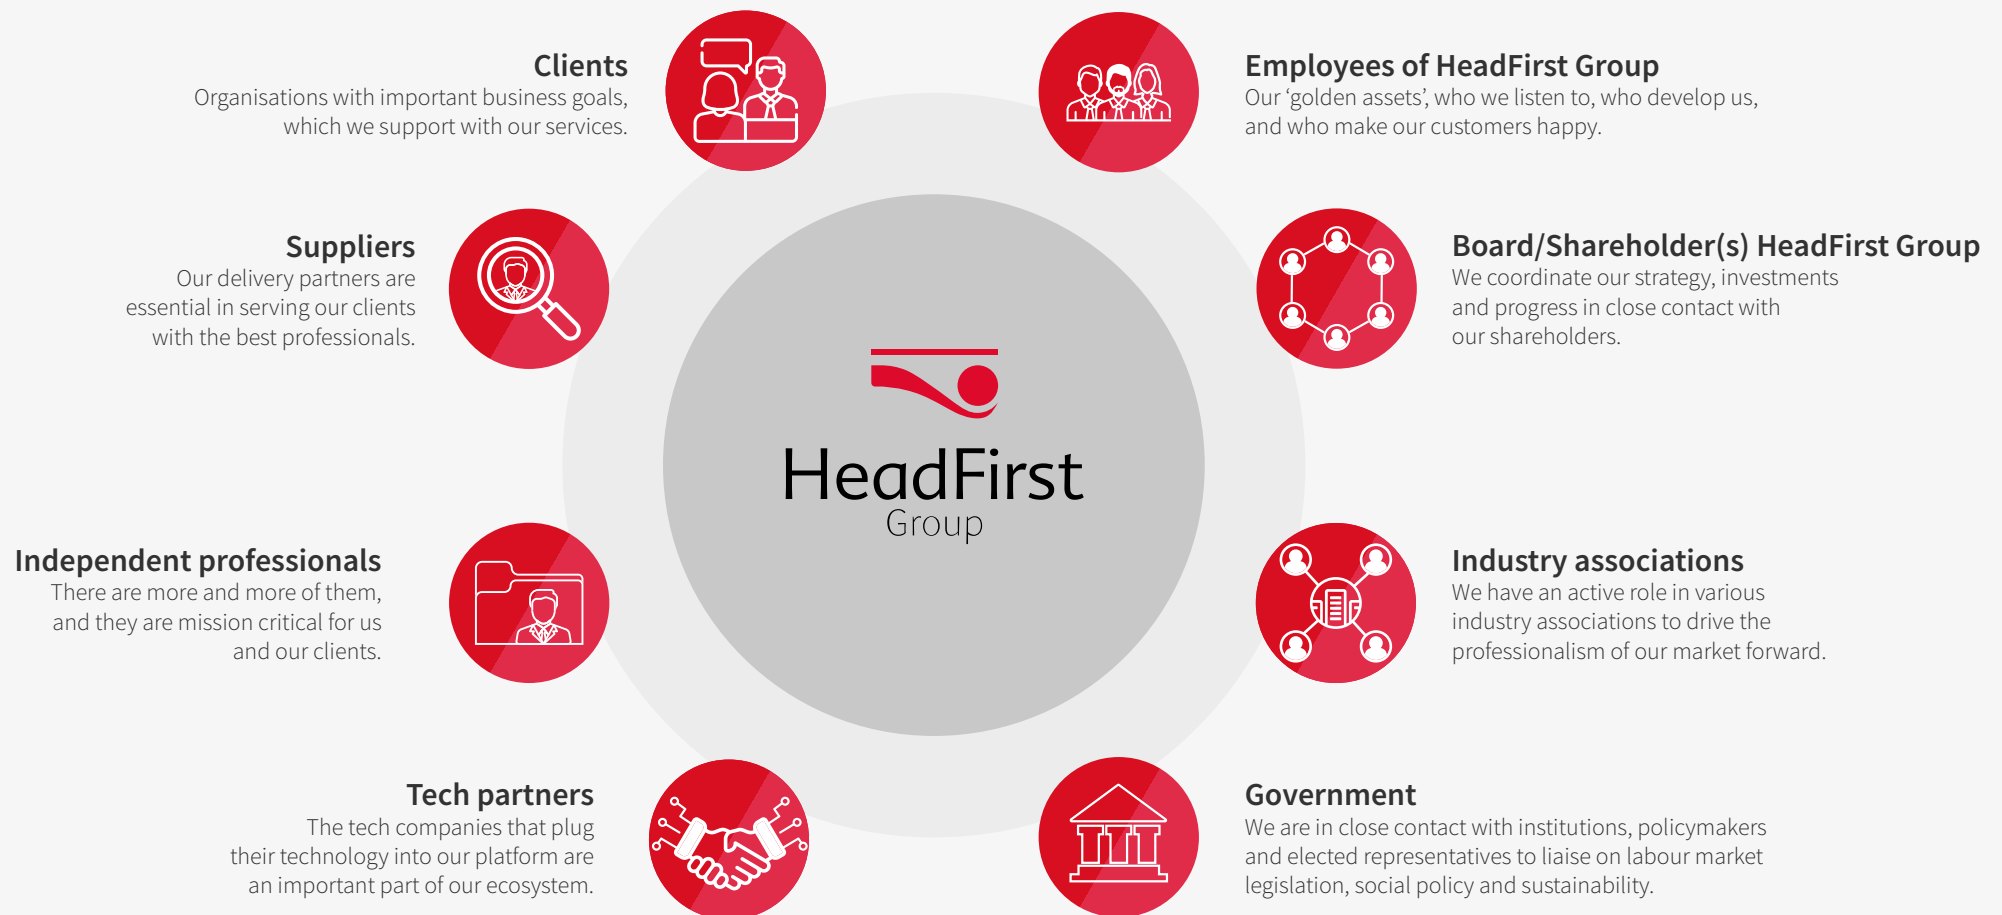 Clients
Organisations with important business goals,
which we support with our services.
Employees of HeadFirst Group
Our ‘golden assets’, who we listen to, who develop us,
and who make our customers happy.
Suppliers
Our delivery partners are
essential in serving our clients
with the best professionals.
Board/Shareholder(s) HeadFirst Group
We coordinate our strategy, investments
and progress in close contact with
our shareholders.
HeadFirst
Group
Independent professionals
There are more and more of them,
and they are mission critical for us
and our clients.
Industry associations
We have an active role in various
industry associations to drive the
professionalism of our market forward.
Tech partners
The tech companies that plug
their technology into our platform are
an important part of our ecosystem.
Government
We are in close contact with institutions, policymakers
and elected representatives to liaise on labour market
legislation, social policy and sustainability.